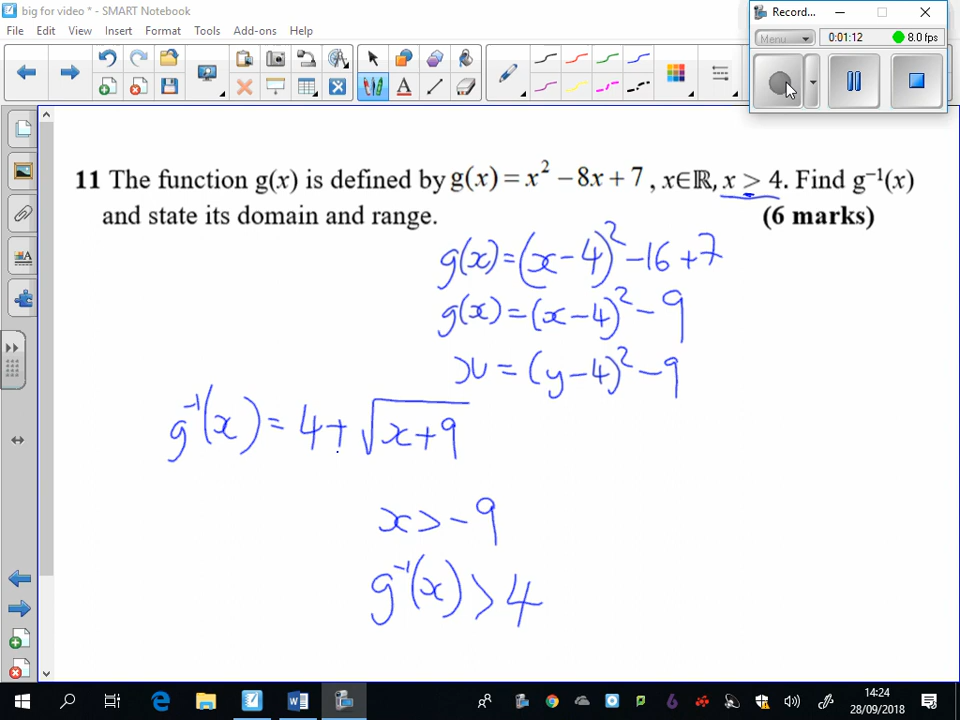 big for video * - SMART Notebook
File Edit View Insert Format Tools Add-ons Help
Record...
Menu 0:01:12 8.0 fps
11 The function g(x) is defined by g(x) = x² − 8x + 7, x∈ℝ, x > 4. Find g⁻¹(x)
and state its domain and range. (6 marks)
g(x) = (x−4)² −16 +7
g(x) = (x−4)² − 9
x = (y−4)² − 9
g⁻¹(x) = 4+ √x+9
x > −9
g⁻¹(x) > 4
14:24
28/09/2018